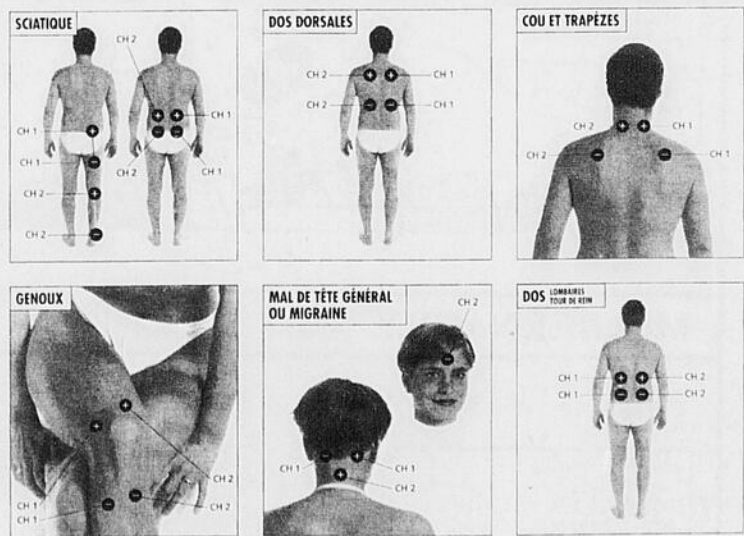 SCIATIQUE
CH 2
CH 1
CH 1
CH 1
CH 2
CH 2
CH 1
CH 2
DOS DORSALES
CH 2
CH 1
CH 2
CH 1
COU ET TRAPÈZES
CH 2
CH 1
CH 2
CH 1
GENOUX
CH 2
CH 1
CH 2
CH 1
MAL DE TÊTE GÉNÉRAL
OU MIGRAINE
CH 2
CH 1
CH 1
CH 2
DOS LOMBAIRES
TOUR DE REIN
CH 1
CH 2
CH 1
CH 2